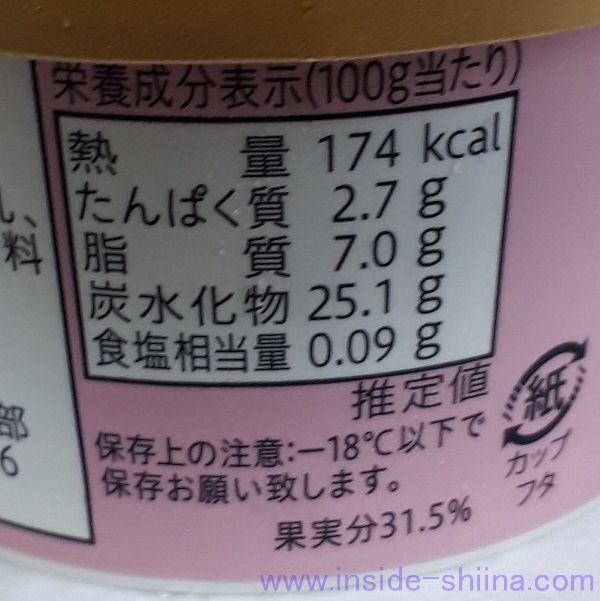 栄養成分表示(100g当たり)
熱量 174 kcal
たんぱく質 2.7 g
脂質 7.0 g
炭水化物 25.1 g
食塩相当量 0.09 g
推定値
保存上の注意:−18℃以下で
保存お願い致します。
果実分31.5%
紙
カップ
フタ
料
部
6
www.inside-shiina.com